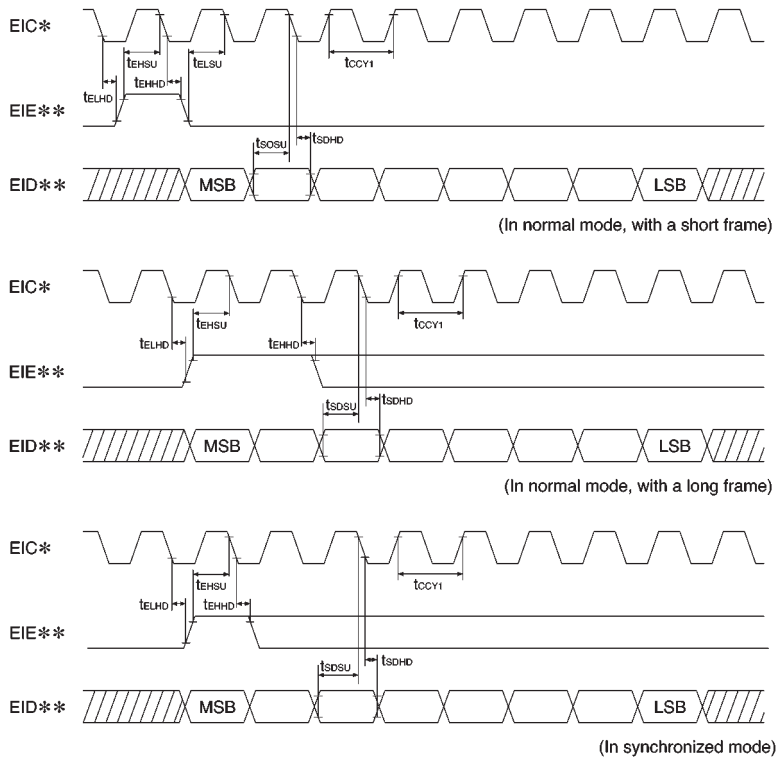 EIC*
tEHSU tELSU tCCY1
tELHD tEHHD
EIE**
tSOSU tSDHD
EID** MSB LSB
(In normal mode, with a short frame)
EIC*
tEHSU tCCY1
tELHD tEHHD
EIE**
tSDSU tSDHD
EID** MSB LSB
(In normal mode, with a long frame)
EIC*
tEHSU tCCY1
tELHD tEHHD
EIE**
tSDSU tSDHD
EID** MSB LSB
(In synchronized mode)